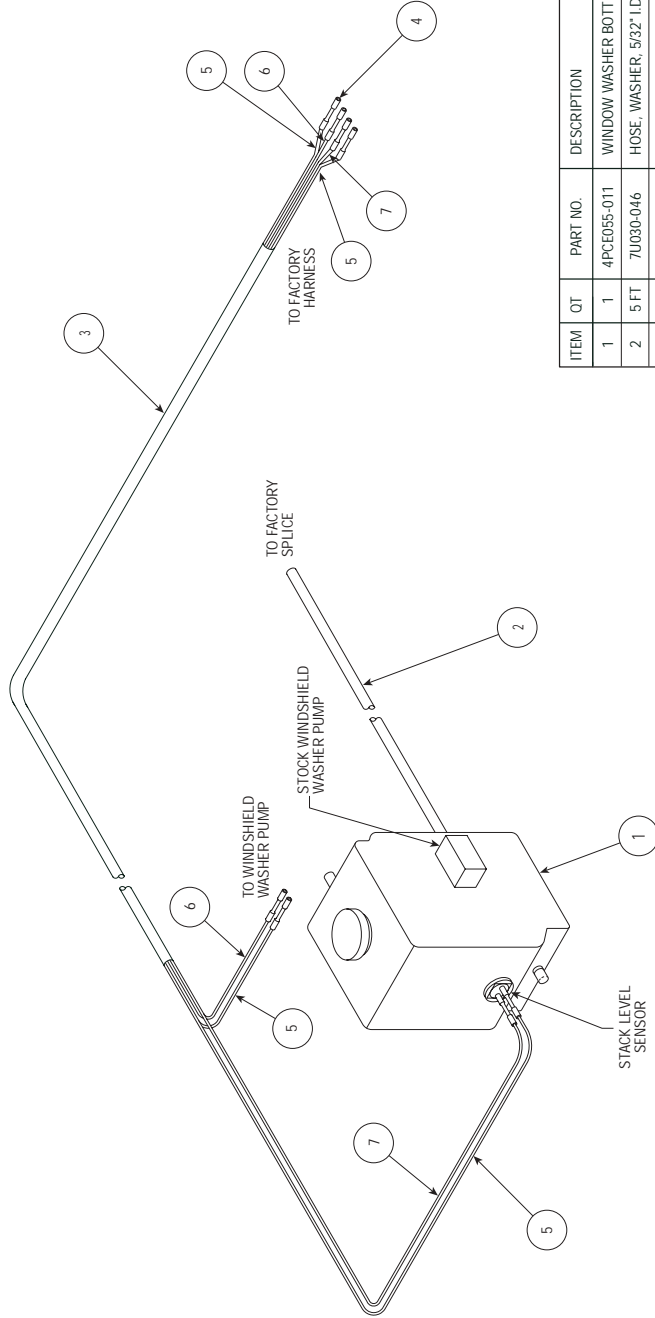 4
5
6
7
5
TO FACTORY
HARNESS
3
TO FACTORY
SPLICE
2
STOCK WINDSHIELD
WASHER PUMP
TO WINDSHIELD
WASHER PUMP
6
5
1
STACK LEVEL
SENSOR
7
5
ITEM QT PART NO. DESCRIPTION
1 1 4PCE055-011 WINDOW WASHER BOTT
2 5 FT 7U030-046 HOSE, WASHER, 5/32" I.D